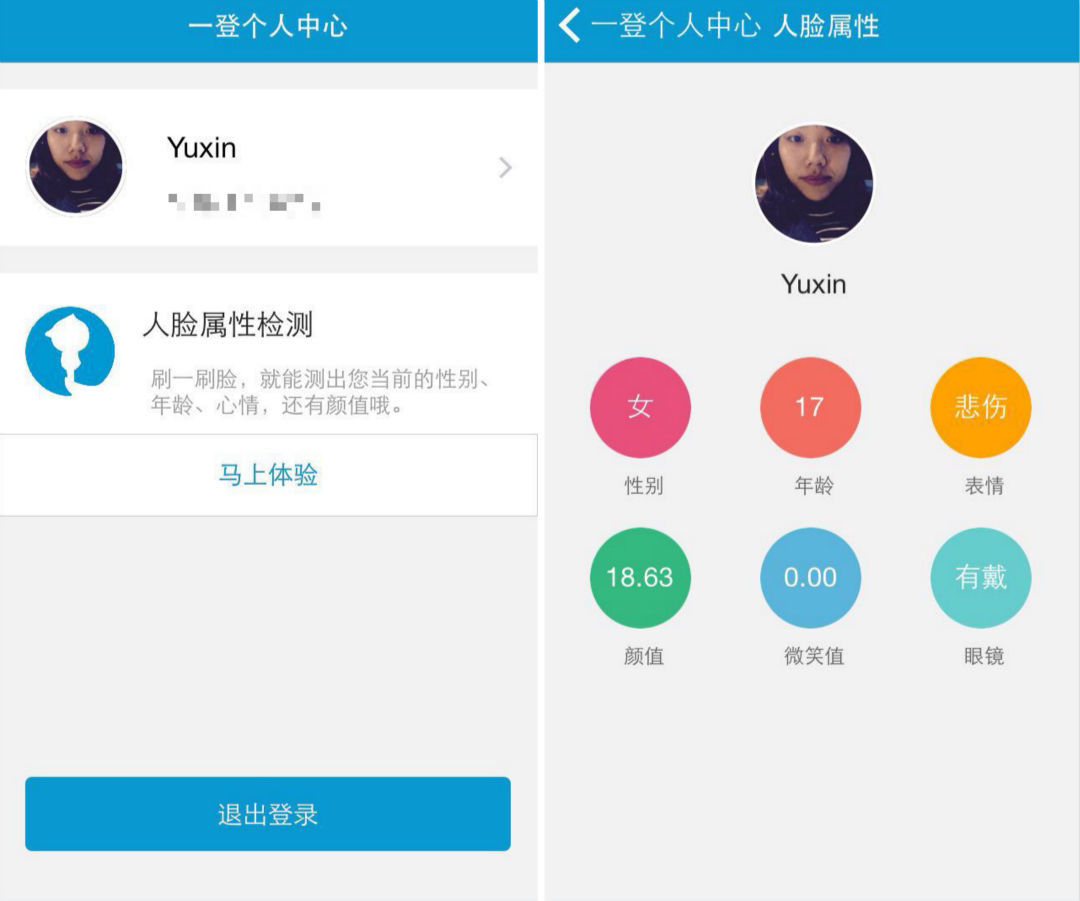 一登个人中心
Yuxin
人脸属性检测
刷一刷脸，就能测出您当前的性别、
年龄、心情，还有颜值哦。
马上体验
退出登录
一登个人中心 人脸属性
Yuxin
女
17
悲伤
性别
年龄
表情
18.63
0.00
有戴
颜值
微笑值
眼镜